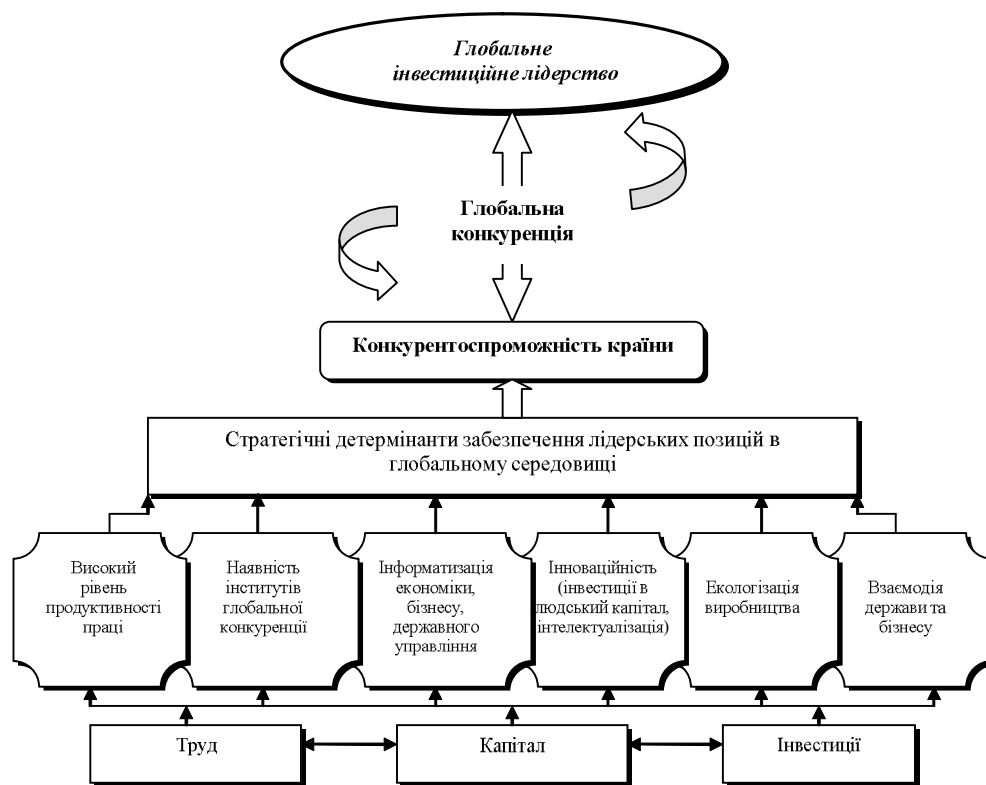 Глобальне
інвестиційне лідерство
Глобальна
конкуренція
Конкурентоспроможність країни
Стратегічні детермінанти забезпечення лідерських позицій в
глобальному середовищі
Високий
рівень
продуктивності
праці
Наявність
інститутів
глобальної
конкуренції
Інформатизація
економіки,
бізнесу,
державного
управління
Інноваційність
(інвестиції в
людський капітал,
інтелектуалізація)
Екологізація
виробництва
Взаємодія
держави та
бізнесу
Труд
Капітал
Інвестиції